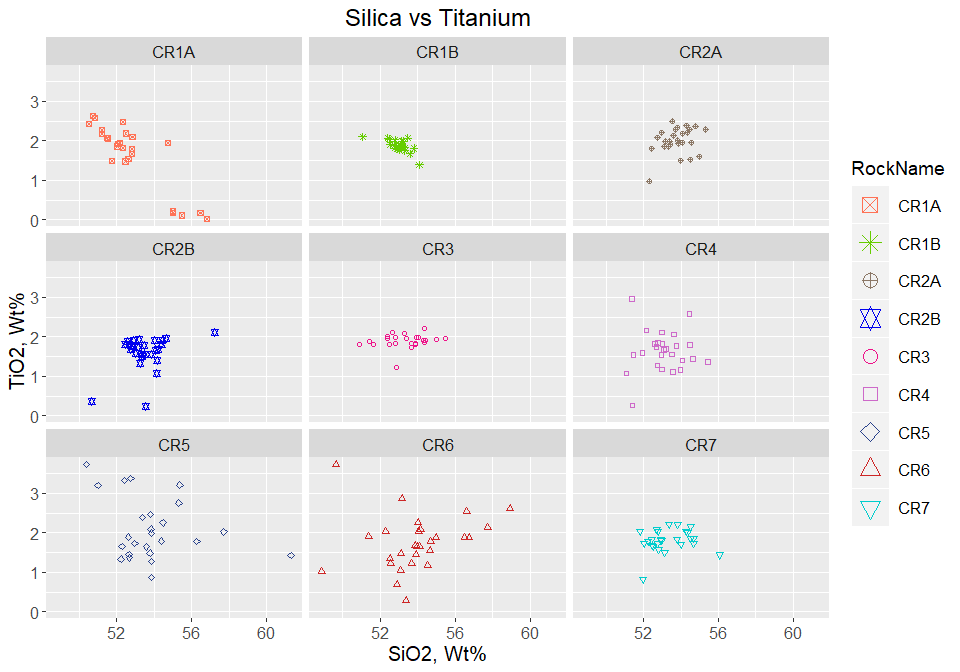 Silica vs Titanium
CR1A
CR1B
CR2A
3
2
1
0
CR2B
CR3
CR4
3
2
1
0
CR5
CR6
CR7
3
2
1
0
52
56
60
52
56
60
52
56
60
TiO2, Wt%
SiO2, Wt%
RockName
CR1A
CR1B
CR2A
CR2B
CR3
CR4
CR5
CR6
CR7